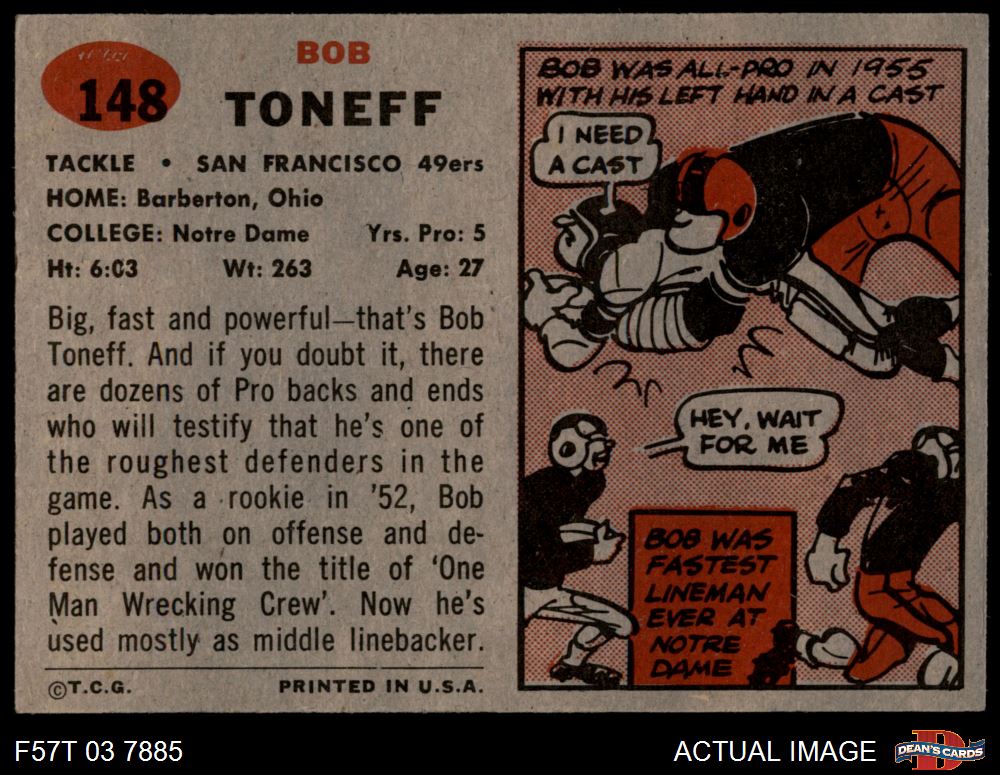 148
BOB
TONEFF
TACKLE • SAN FRANCISCO 49ers
HOME: Barberton, Ohio
COLLEGE: Notre Dame Yrs. Pro: 5
Ht: 6:03 Wt: 263 Age: 27
Big, fast and powerful—that's Bob
Toneff. And if you doubt it, there
are dozens of Pro backs and ends
who will testify that he's one of
the roughest defenders in the
game. As a rookie in '52, Bob
played both on offense and de-
fense and won the title of 'One
Man Wrecking Crew'. Now he's
used mostly as middle linebacker.
©T.C.G. PRINTED IN U.S.A.
BOB WAS ALL-PRO IN 1955
WITH HIS LEFT HAND IN A CAST
I NEED
A CAST
HEY, WAIT
FOR ME
BOB WAS
FASTEST
LINEMAN
EVER AT
NOTRE
DAME
F57T 03 7885
ACTUAL IMAGE
DEAN'S CARDS